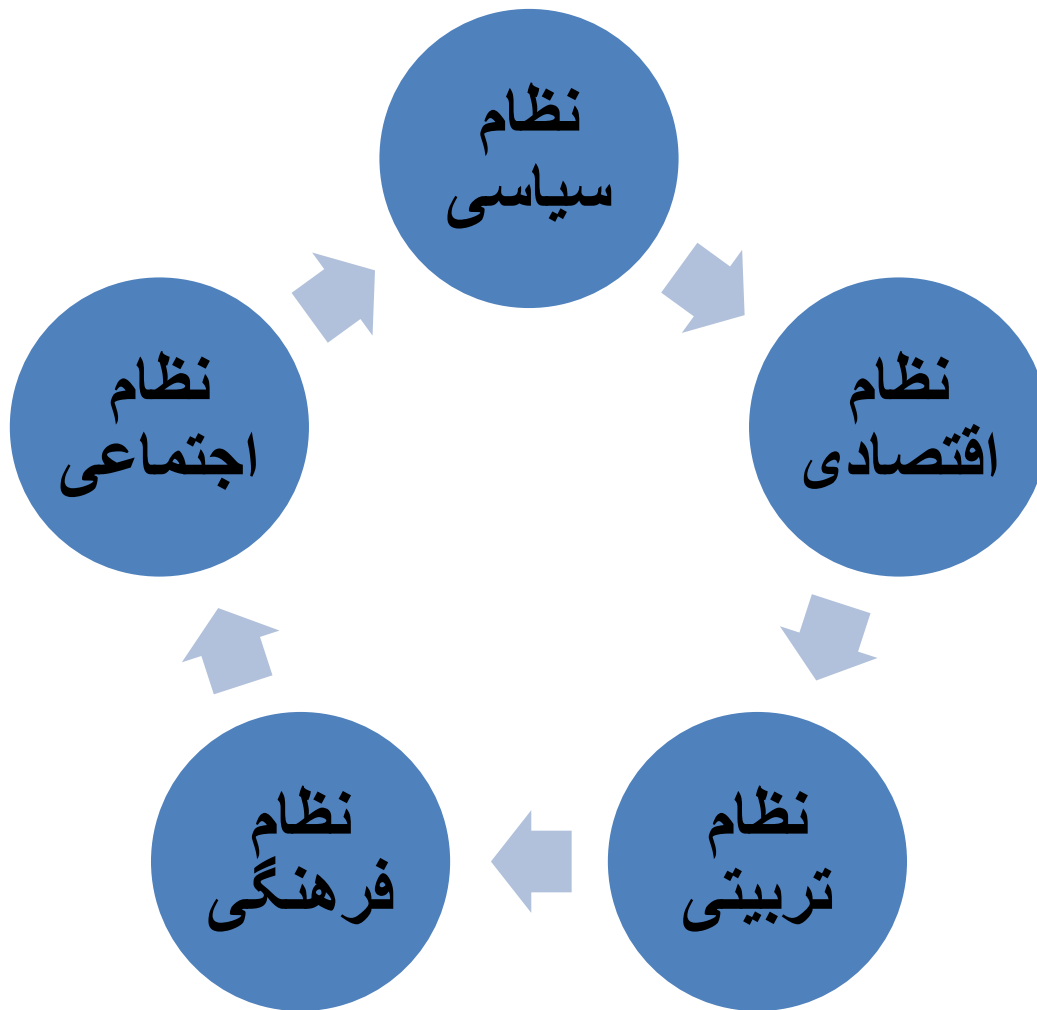 نظام
سیاسی
نظام
اقتصادی
نظام
تربیتی
نظام
فرهنگی
نظام
اجتماعی